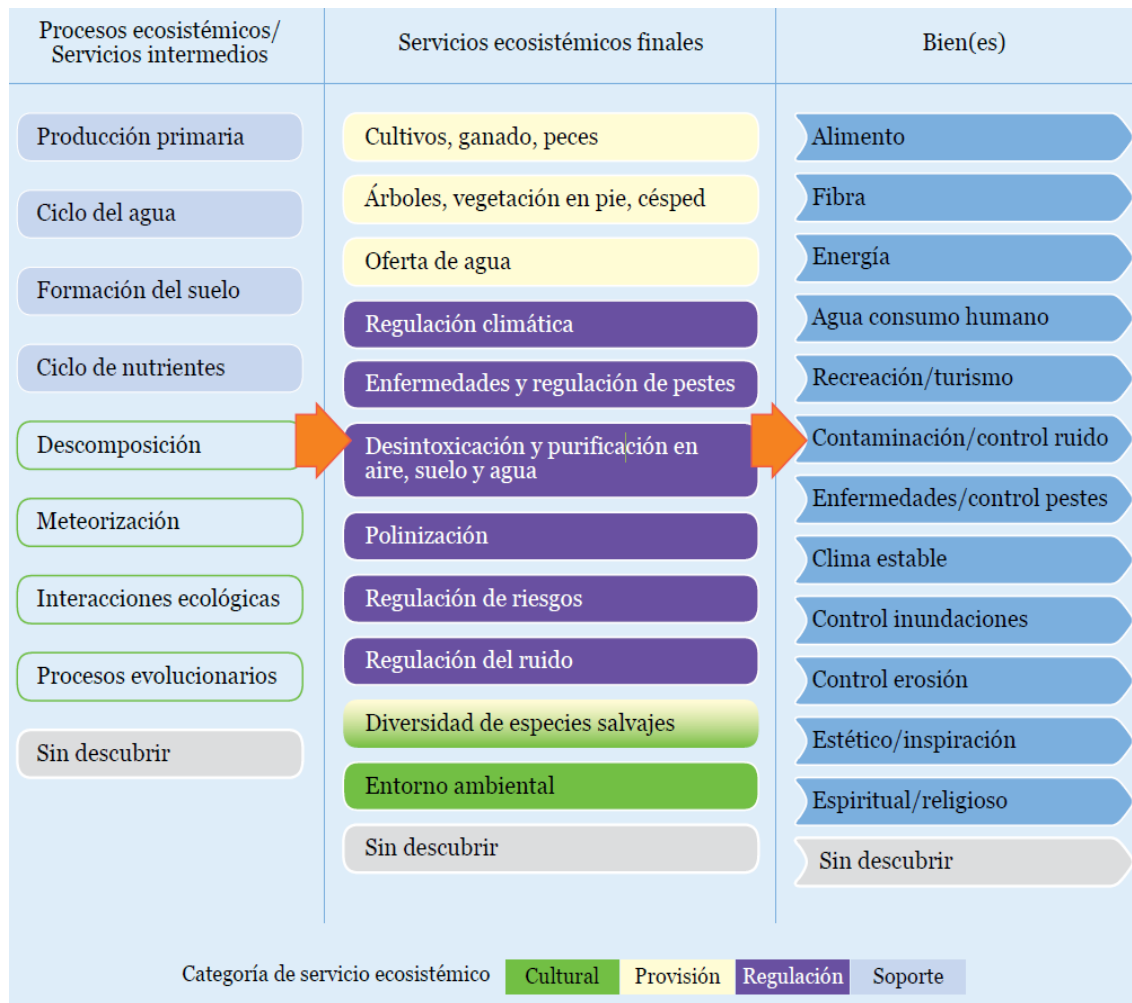 Procesos ecosistémicos/
Servicios intermedios
Servicios ecosistémicos finales
Bien(es)
Producción primaria
Ciclo del agua
Formación del suelo
Ciclo de nutrientes
Descomposición
Meteorización
Interacciones ecológicas
Procesos evolucionarios
Sin descubrir
Cultivos, ganado, peces
Árboles, vegetación en pie, césped
Oferta de agua
Regulación climática
Enfermedades y regulación de pestes
Desintoxicación y purificación en
aire, suelo y agua
Polinización
Regulación de riesgos
Regulación del ruido
Diversidad de especies salvajes
Entorno ambiental
Sin descubrir
Alimento
Fibra
Energía
Agua consumo humano
Recreación/turismo
Contaminación/control ruido
Enfermedades/control pestes
Clima estable
Control inundaciones
Control erosión
Estético/inspiración
Espiritual/religioso
Sin descubrir
Categoría de servicio ecosistémico
Cultural
Provisión
Regulación
Soporte